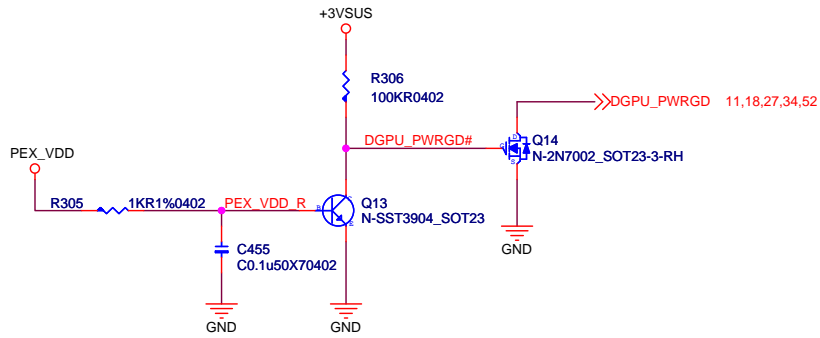 +3VSUS
R306
100KR0402
DGPU_PWRGD 11,18,27,34,52
DGPU_PWRGD#
D
G
S
Q14
N-2N7002_SOT23-3-RH
PEX_VDD
R305
1KR1%0402
PEX_VDD_R
B
C
E
Q13
N-SST3904_SOT23
GND
C455
C0.1u50X70402
GND
GND